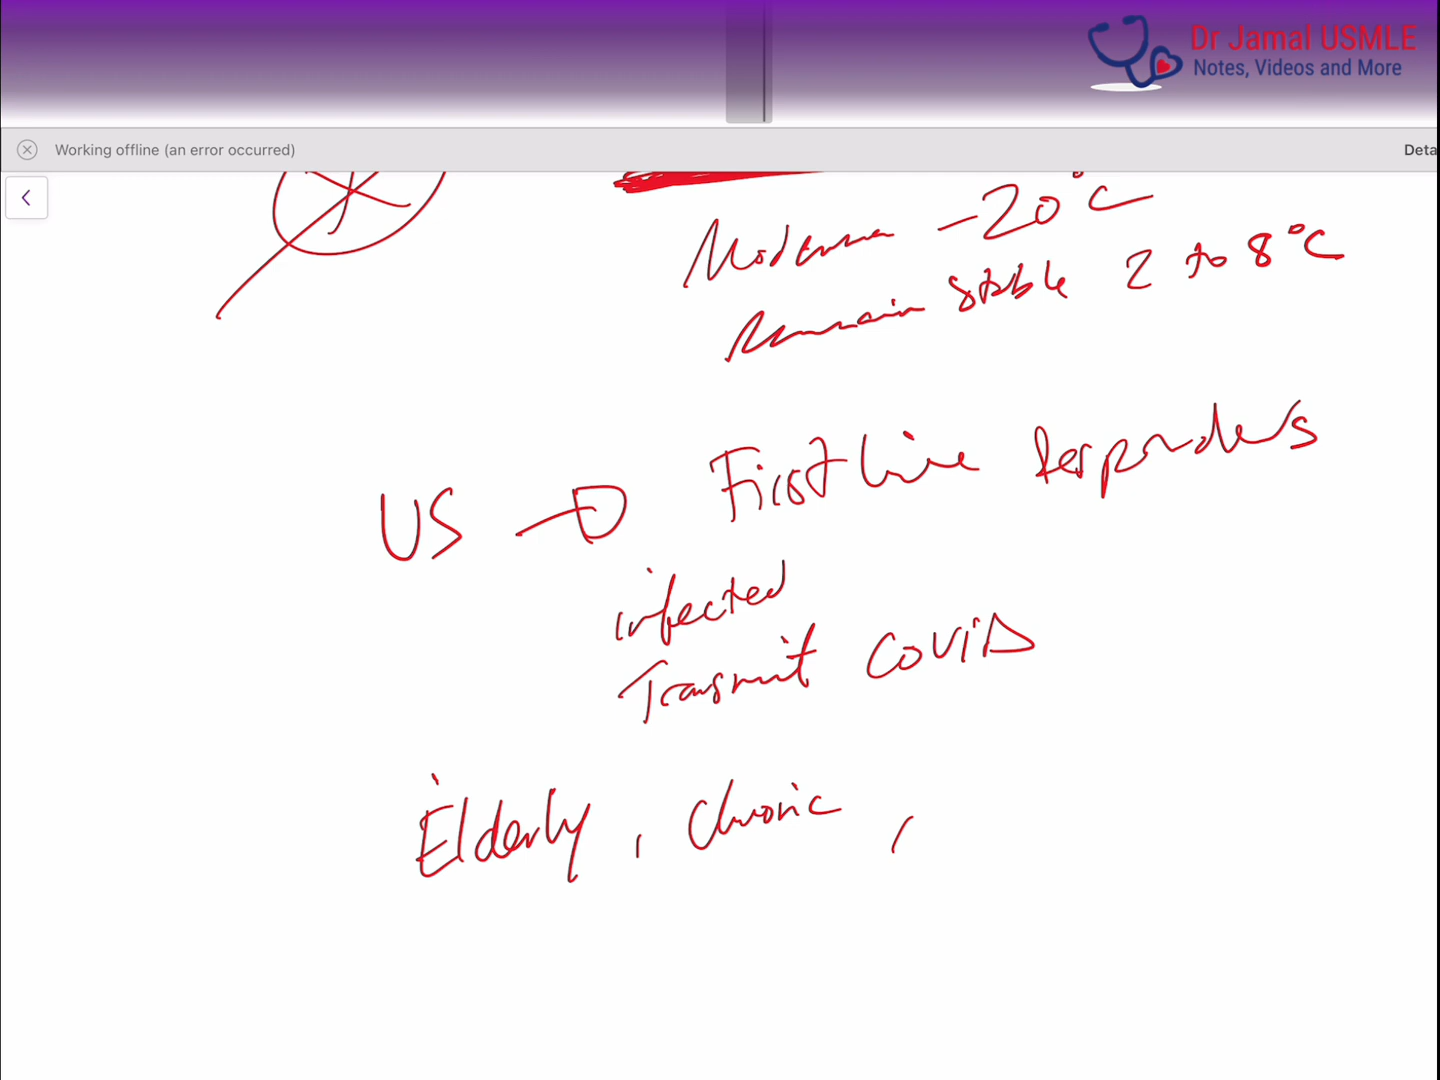 Dr Jamal USMLE
Notes, Videos and More
Working offline (an error occurred)
Deta
Moderna -20°C
Remain stable 2 to 8°C
US → First line Responders
infected
Transmit COVID
Elderly, Chronic,